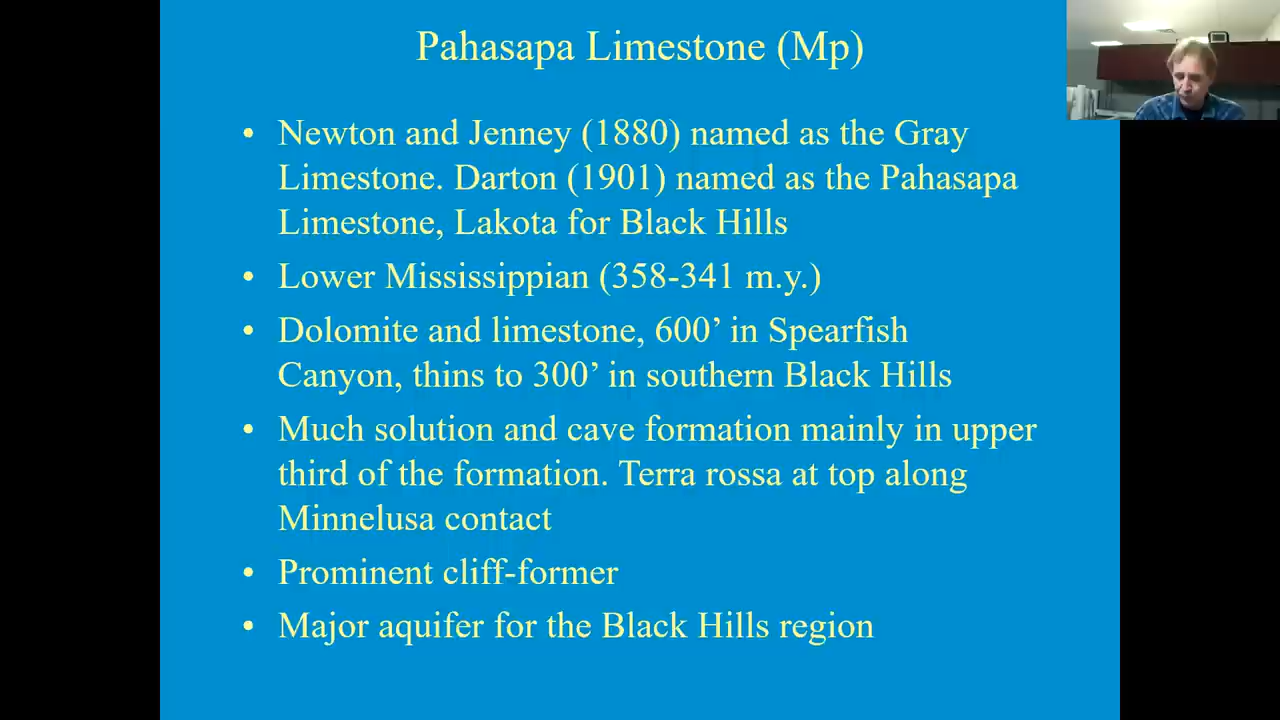 Pahasapa Limestone (Mp)
• Newton and Jenney (1880) named as the Gray
Limestone. Darton (1901) named as the Pahasapa
Limestone, Lakota for Black Hills
• Lower Mississippian (358-341 m.y.)
• Dolomite and limestone, 600’ in Spearfish
Canyon, thins to 300’ in southern Black Hills
• Much solution and cave formation mainly in upper
third of the formation. Terra rossa at top along
Minnelusa contact
• Prominent cliff-former
• Major aquifer for the Black Hills region